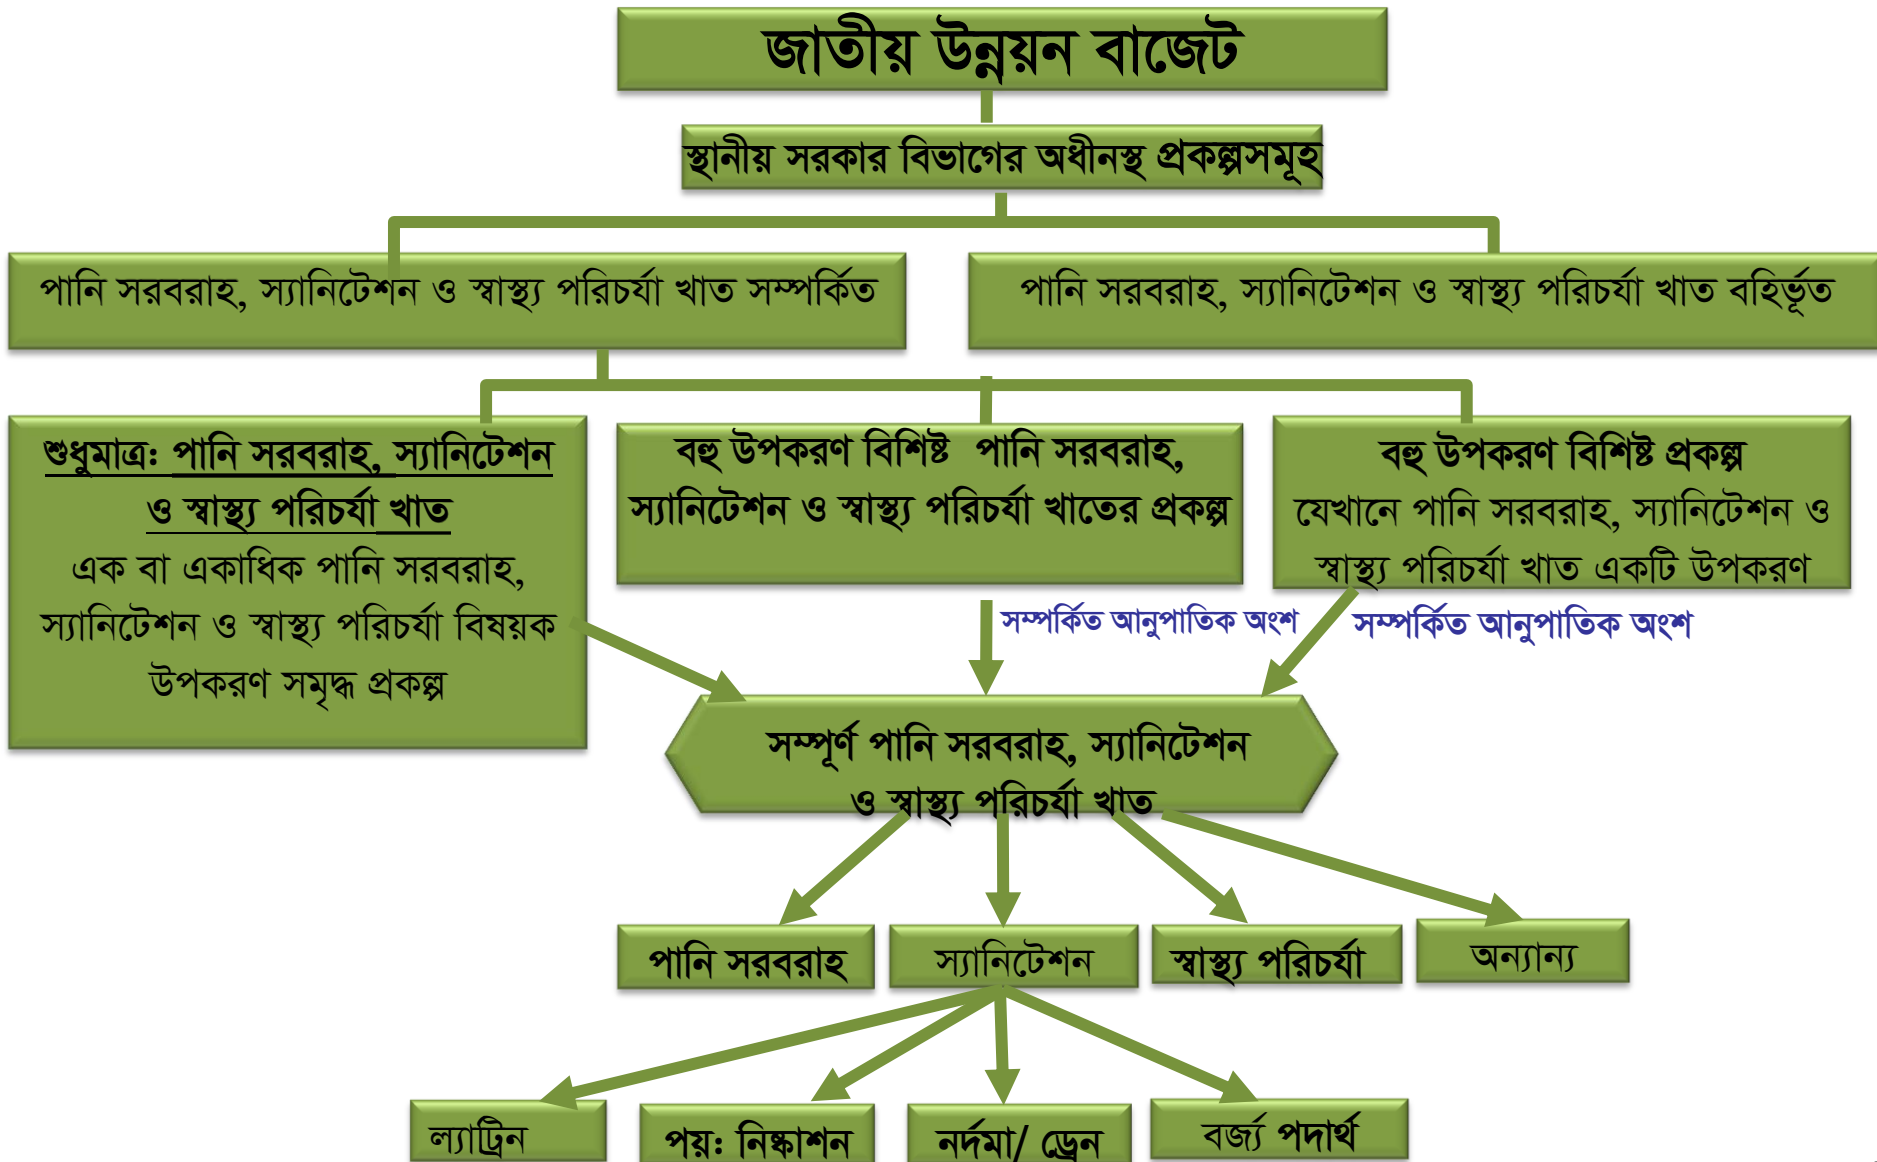 জাতীয় উন্নয়ন বাজেট
স্থানীয় সরকার বিভাগের অধীনস্থ প্রকল্পসমূহ
পানি সরবরাহ, স্যানিটেশন ও স্বাস্থ্য পরিচর্যা খাত সম্পর্কিত
পানি সরবরাহ, স্যানিটেশন ও স্বাস্থ্য পরিচর্যা খাত বহির্ভূত
শুধুমাত্র: পানি সরবরাহ, স্যানিটেশন
ও স্বাস্থ্য পরিচর্যা খাত
এক বা একাধিক পানি সরবরাহ,
স্যানিটেশন ও স্বাস্থ্য পরিচর্যা বিষয়ক
উপকরণ সমৃদ্ধ প্রকল্প
বহু উপকরণ বিশিষ্ট পানি সরবরাহ,
স্যানিটেশন ও স্বাস্থ্য পরিচর্যা খাতের প্রকল্প
বহু উপকরণ বিশিষ্ট প্রকল্প
যেখানে পানি সরবরাহ, স্যানিটেশন ও
স্বাস্থ্য পরিচর্যা খাত একটি উপকরণ
সম্পর্কিত আনুপাতিক অংশ
সম্পর্কিত আনুপাতিক অংশ
সম্পূর্ণ পানি সরবরাহ, স্যানিটেশন
ও স্বাস্থ্য পরিচর্যা খাত
পানি সরবরাহ
স্যানিটেশন
স্বাস্থ্য পরিচর্যা
অন্যান্য
ল্যাট্রিন
পয়: নিষ্কাশন
নর্দমা/ ড্রেন
বর্জ্য পদার্থ